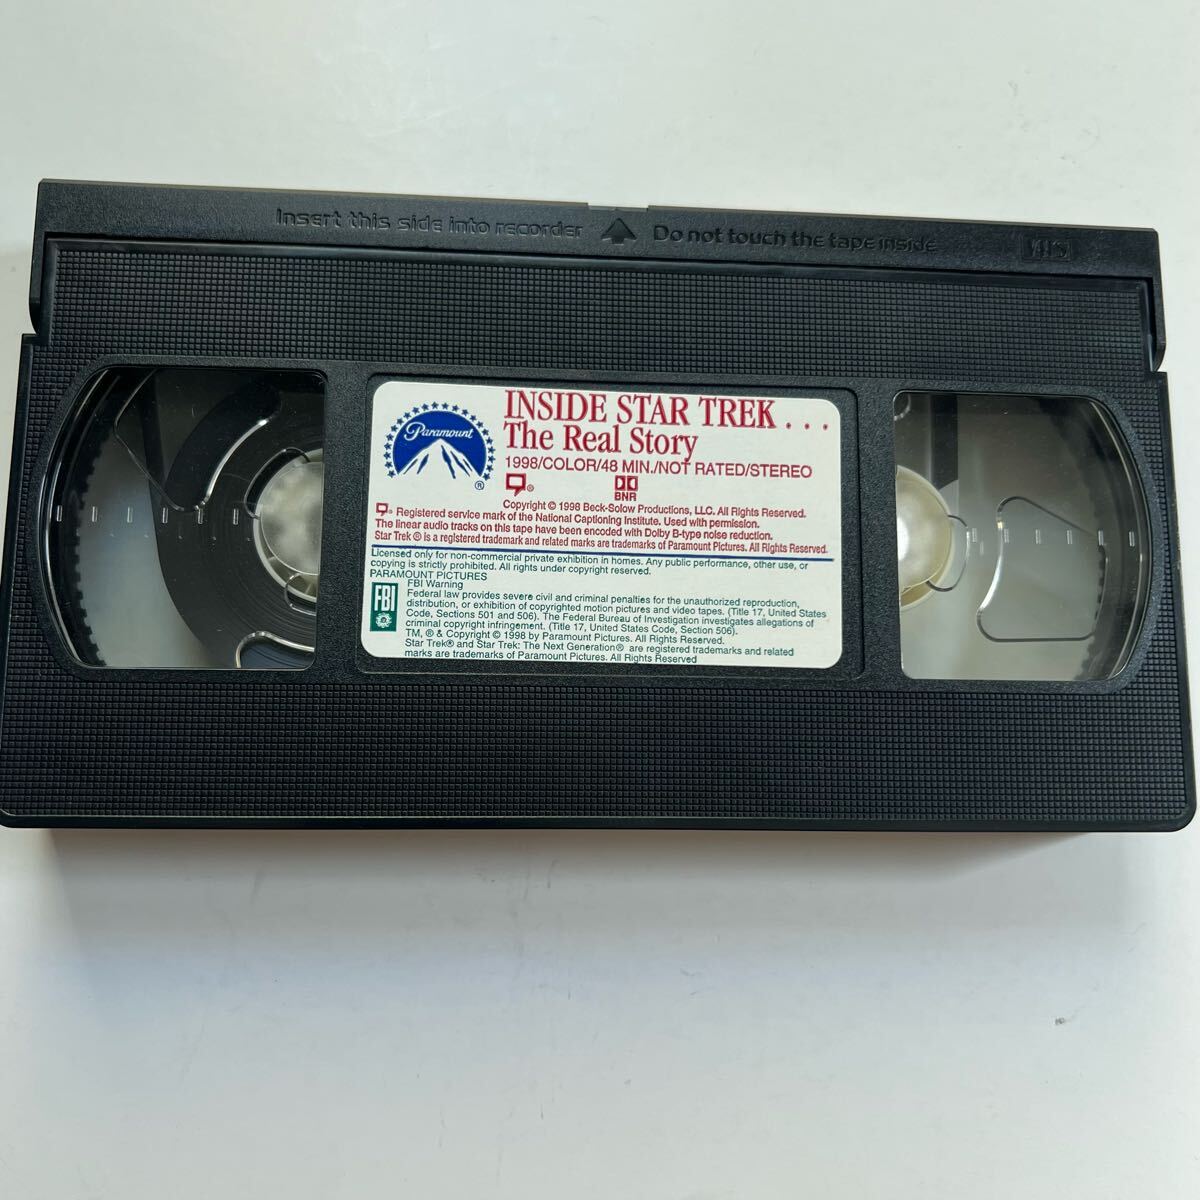 Insert this side into recorder Do not touch the tape inside VHS
Paramount
®
INSIDE STAR TREK . . .
The Real Story
1998/COLOR/48 MIN./NOT RATED/STEREO
®
BNR
Copyright © 1998 Beck-Solow Productions, LLC. All Rights Reserved.
® Registered service mark of the National Captioning Institute. Used with permission.
The linear audio tracks on this tape have been encoded with Dolby B-type noise reduction.
Star Trek ® is a registered trademark and related marks are trademarks of Paramount Pictures. All Rights Reserved.
Licensed only for non-commercial private exhibition in homes. Any public performance, other use, or
copying is strictly prohibited. All rights under copyright reserved.
PARAMOUNT PICTURES
FBI
FBI Warning
Federal law provides severe civil and criminal penalties for the unauthorized reproduction,
distribution, or exhibition of copyrighted motion pictures and video tapes. (Title 17, United States
Code, Sections 501 and 506). The Federal Bureau of Investigation investigates allegations of
criminal copyright infringement. (Title 17, United States Code, Section 506).
TM, ® & Copyright © 1998 by Paramount Pictures. All Rights Reserved.
Star Trek® and Star Trek: The Next Generation® are registered trademarks and related
marks are trademarks of Paramount Pictures. All Rights Reserved